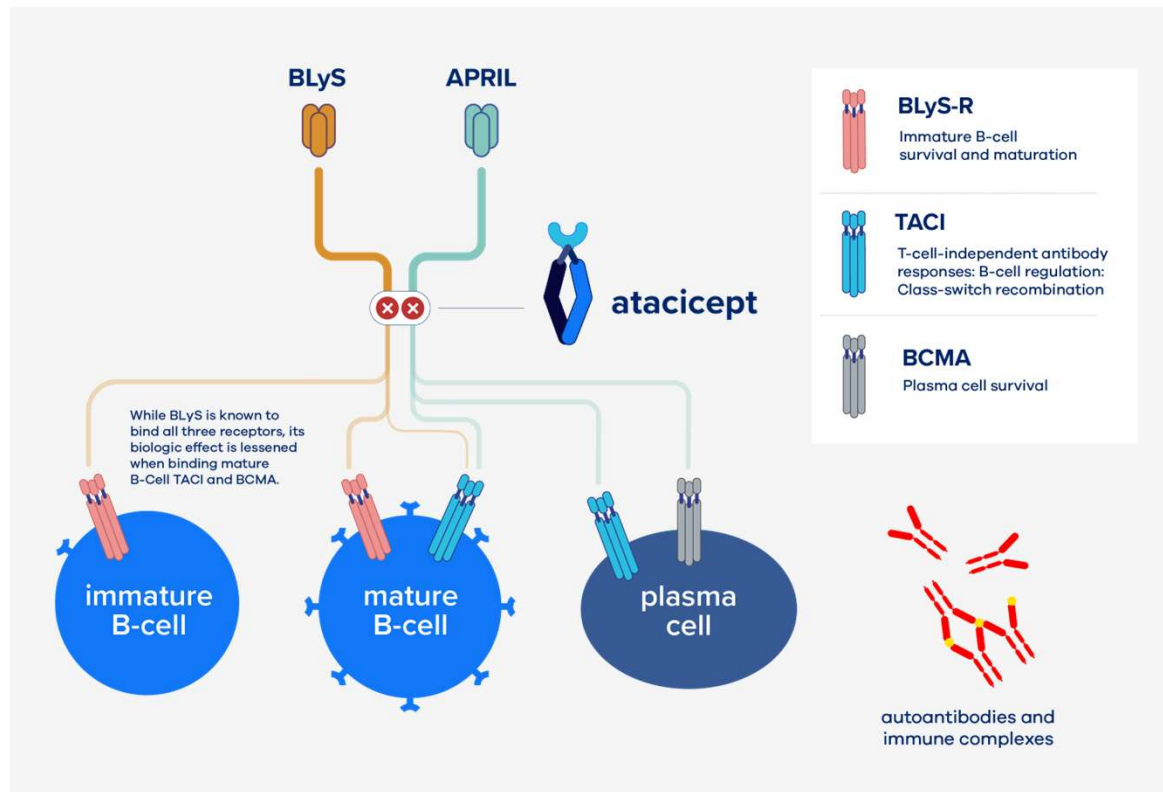 BLyS
APRIL
atacicept
BLyS-R
Immature B-cell
survival and maturation
TACI
T-cell-independent antibody
responses: B-cell regulation:
Class-switch recombination
BCMA
Plasma cell survival
While BLyS is known to
bind all three receptors, its
biologic effect is lessened
when binding mature
B-Cell TACI and BCMA.
immature
B-cell
mature
B-cell
plasma
cell
autoantibodies and
immune complexes